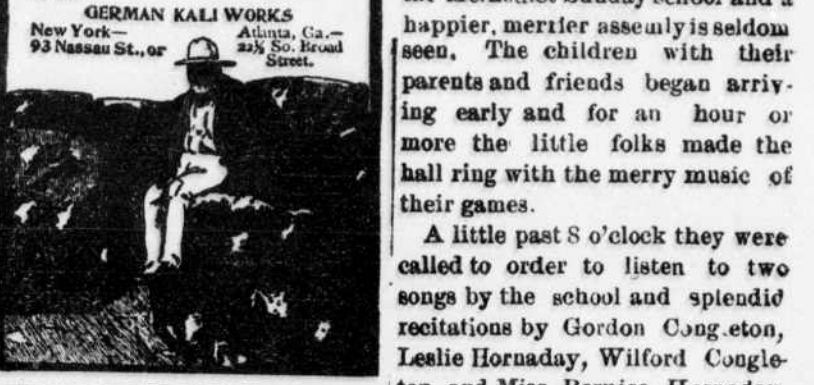 GERMAN KALI WORKS
New York—
93 Nassau St., or
Atlanta, Ga.—
22½ So. Broad
Street.
happier, merrier assemly is seldom
seen. The children with their
parents and friends began arriv-
ing early and for an hour or
more the little folks made the
hall ring with the merry music of
their games.
A little past 8 o'clock they were
called to order to listen to two
songs by the school and splendid
recitations by Gordon Congleton,
Leslie Hornaday, Wilford Congle-